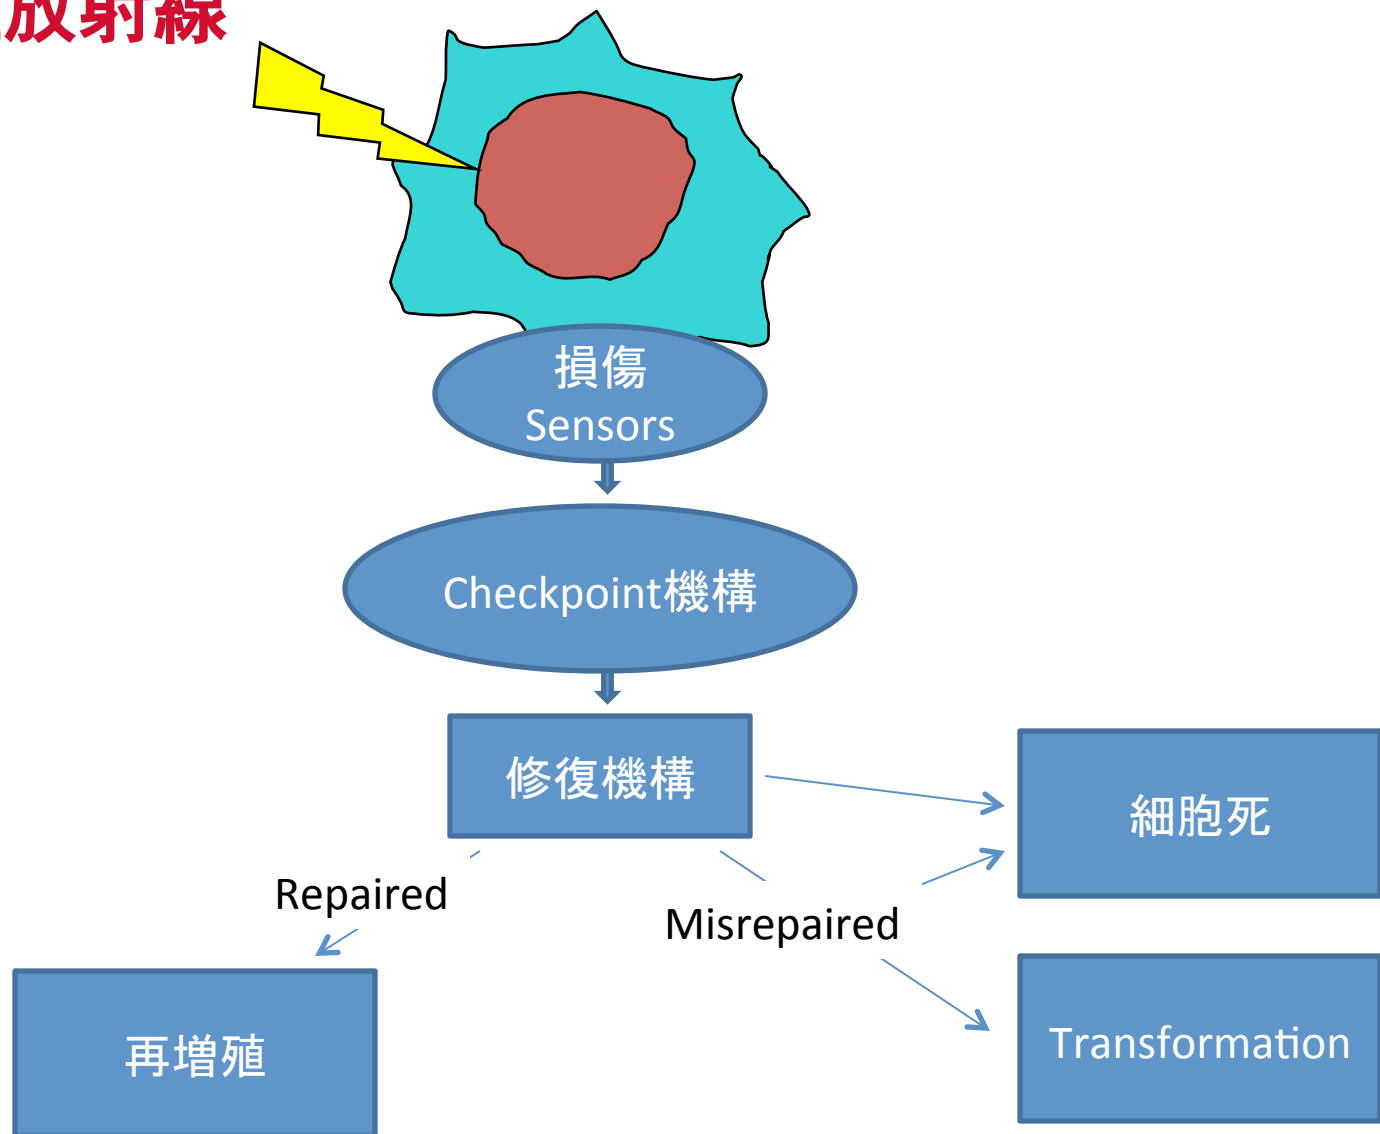 放射線
損傷
Sensors
Checkpoint機構
修復機構
細胞死
Repaired
Misrepaired
再増殖
Transformation